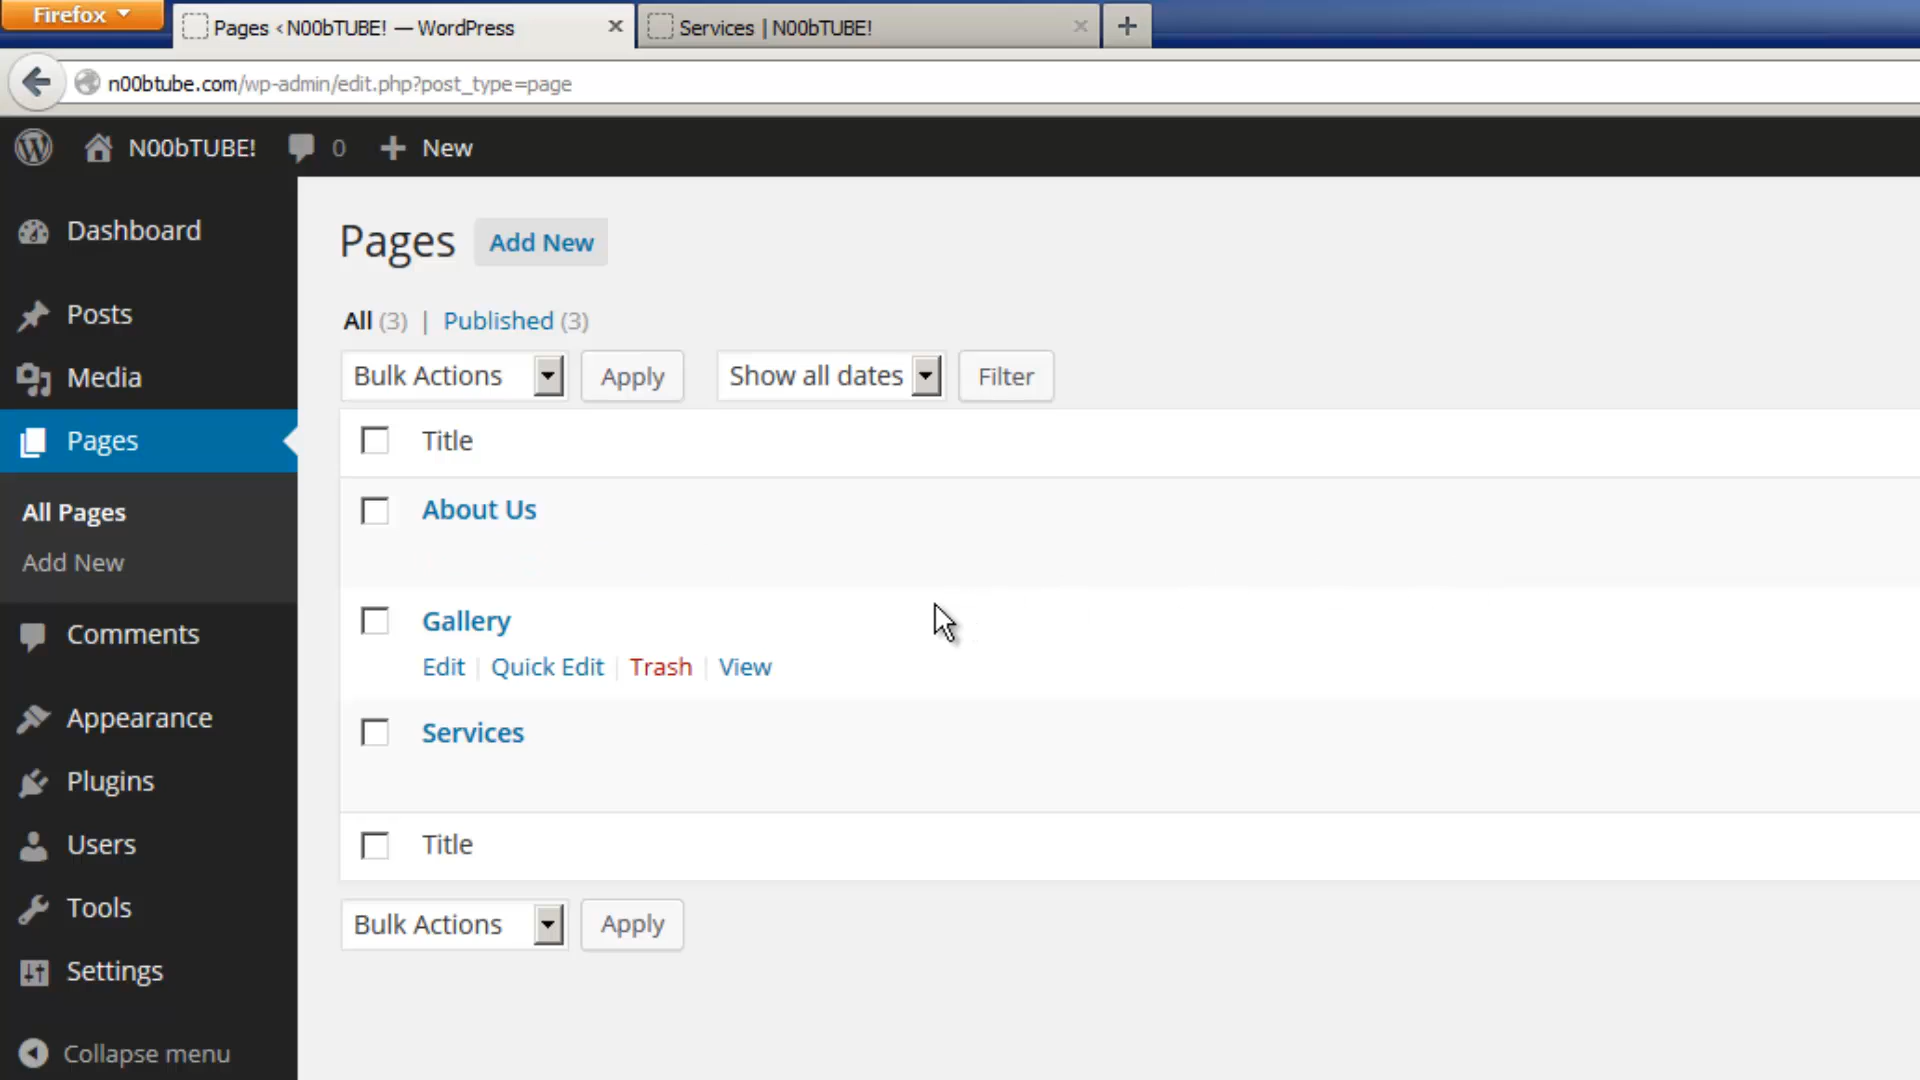 Firefox
Pages < N00bTUBE! — WordPress
Services | N00bTUBE!
n00btube.com/wp-admin/edit.php?post_type=page
N00bTUBE! 0 New
Dashboard
Posts
Media
Pages
All Pages
Add New
Comments
Appearance
Plugins
Users
Tools
Settings
Collapse menu
Pages Add New
All (3) | Published (3)
Bulk Actions Apply Show all dates Filter
Title
About Us
Gallery
Edit | Quick Edit | Trash | View
Services
Title
Bulk Actions Apply